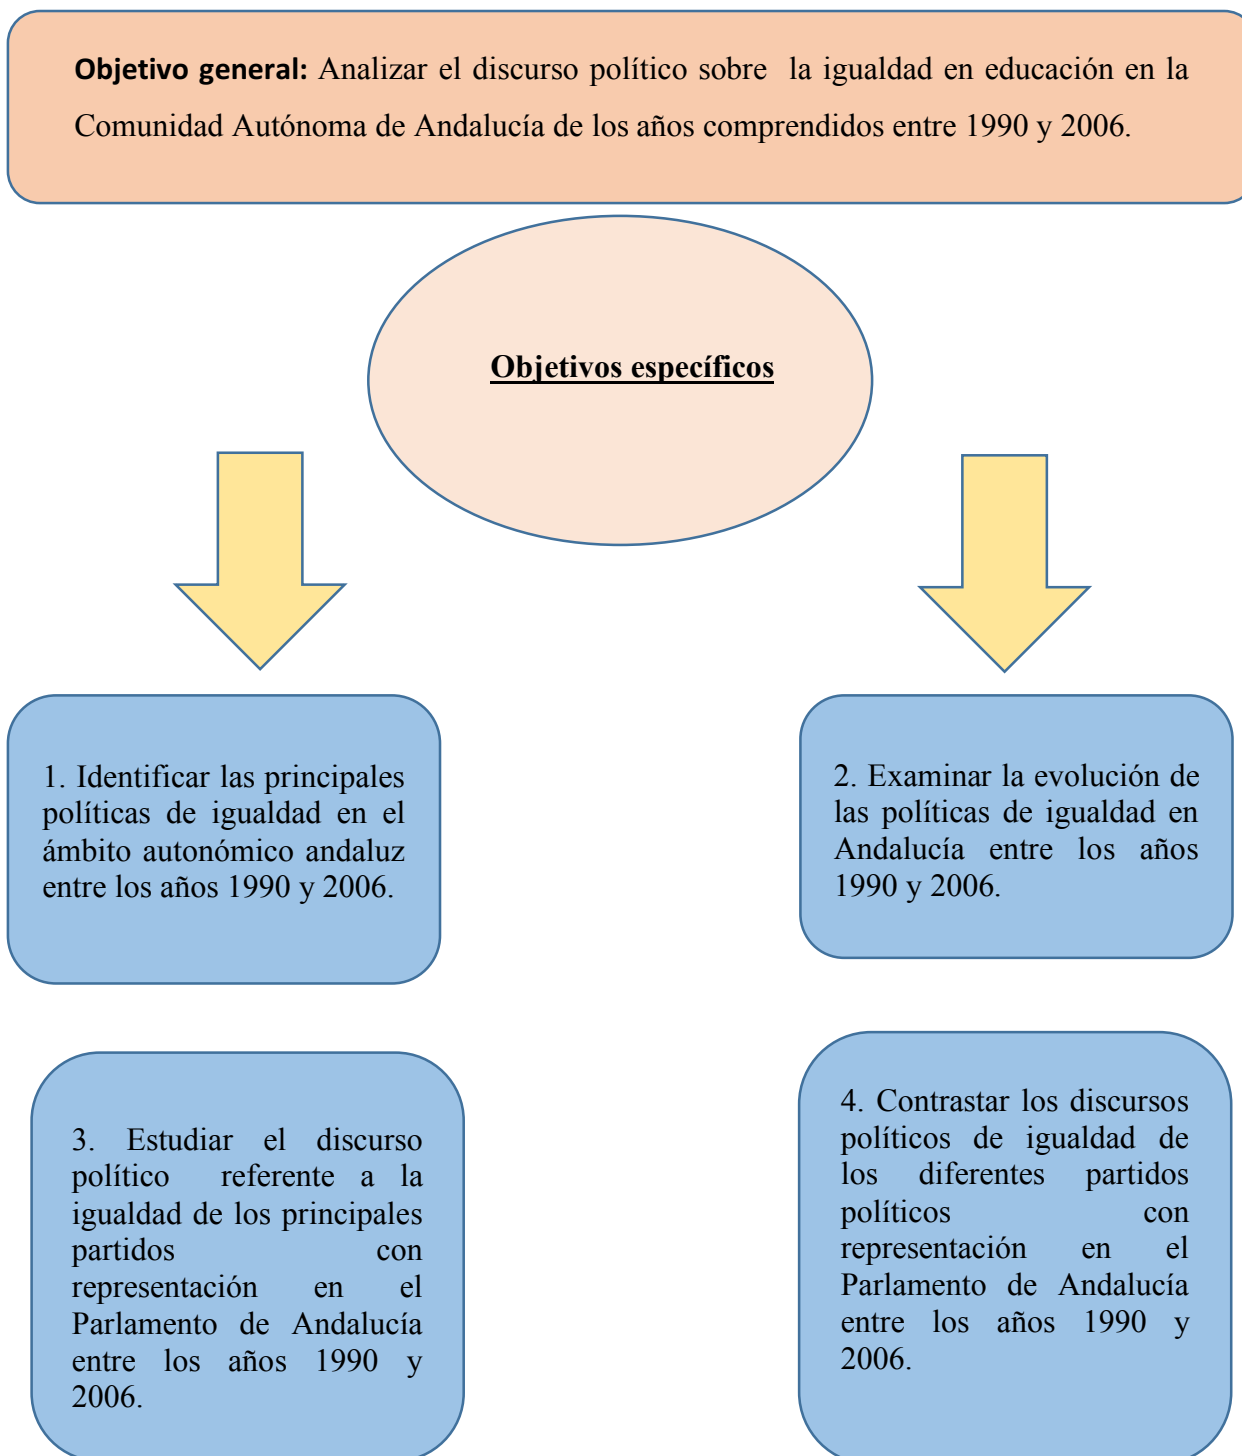 Objetivo general: Analizar el discurso político sobre la igualdad en educación en la
Comunidad Autónoma de Andalucía de los años comprendidos entre 1990 y 2006.
Objetivos específicos
1. Identificar las principales
políticas de igualdad en el
ámbito autonómico andaluz
entre los años 1990 y 2006.
2. Examinar la evolución de
las políticas de igualdad en
Andalucía entre los años
1990 y 2006.
3. Estudiar el discurso
político referente a la
igualdad de los principales
partidos con
representación en el
Parlamento de Andalucía
entre los años 1990 y
2006.
4. Contrastar los discursos
políticos de igualdad de
los diferentes partidos
políticos con
representación en el
Parlamento de Andalucía
entre los años 1990 y
2006.